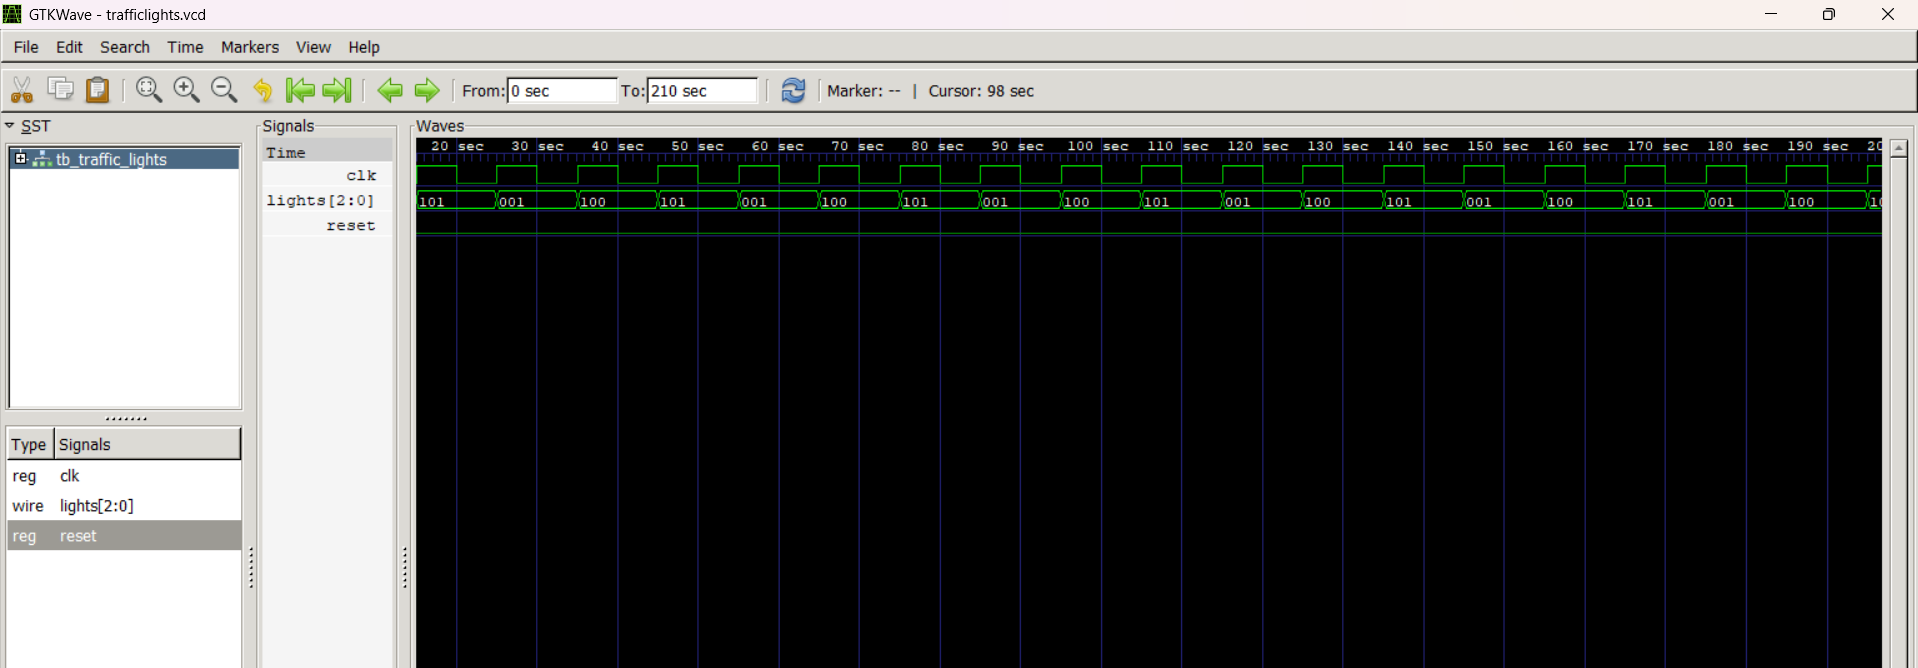 GTKWave - trafficlights.vcd
File Edit Search Time Markers View Help
From: 0 sec To: 210 sec Marker: -- | Cursor: 98 sec
SST
tb_traffic_lights
Type Signals
reg clk
wire lights[2:0]
reg reset
Signals
Time
clk
lights[2:0]
reset
Waves
20 sec 30 sec 40 sec 50 sec 60 sec 70 sec 80 sec 90 sec 100 sec 110 sec 120 sec 130 sec 140 sec 150 sec 160 sec 170 sec 180 sec 190 sec 20
101 001 100 101 001 100 101 001 100 101 001 100 101 001 100 101 001 100 10